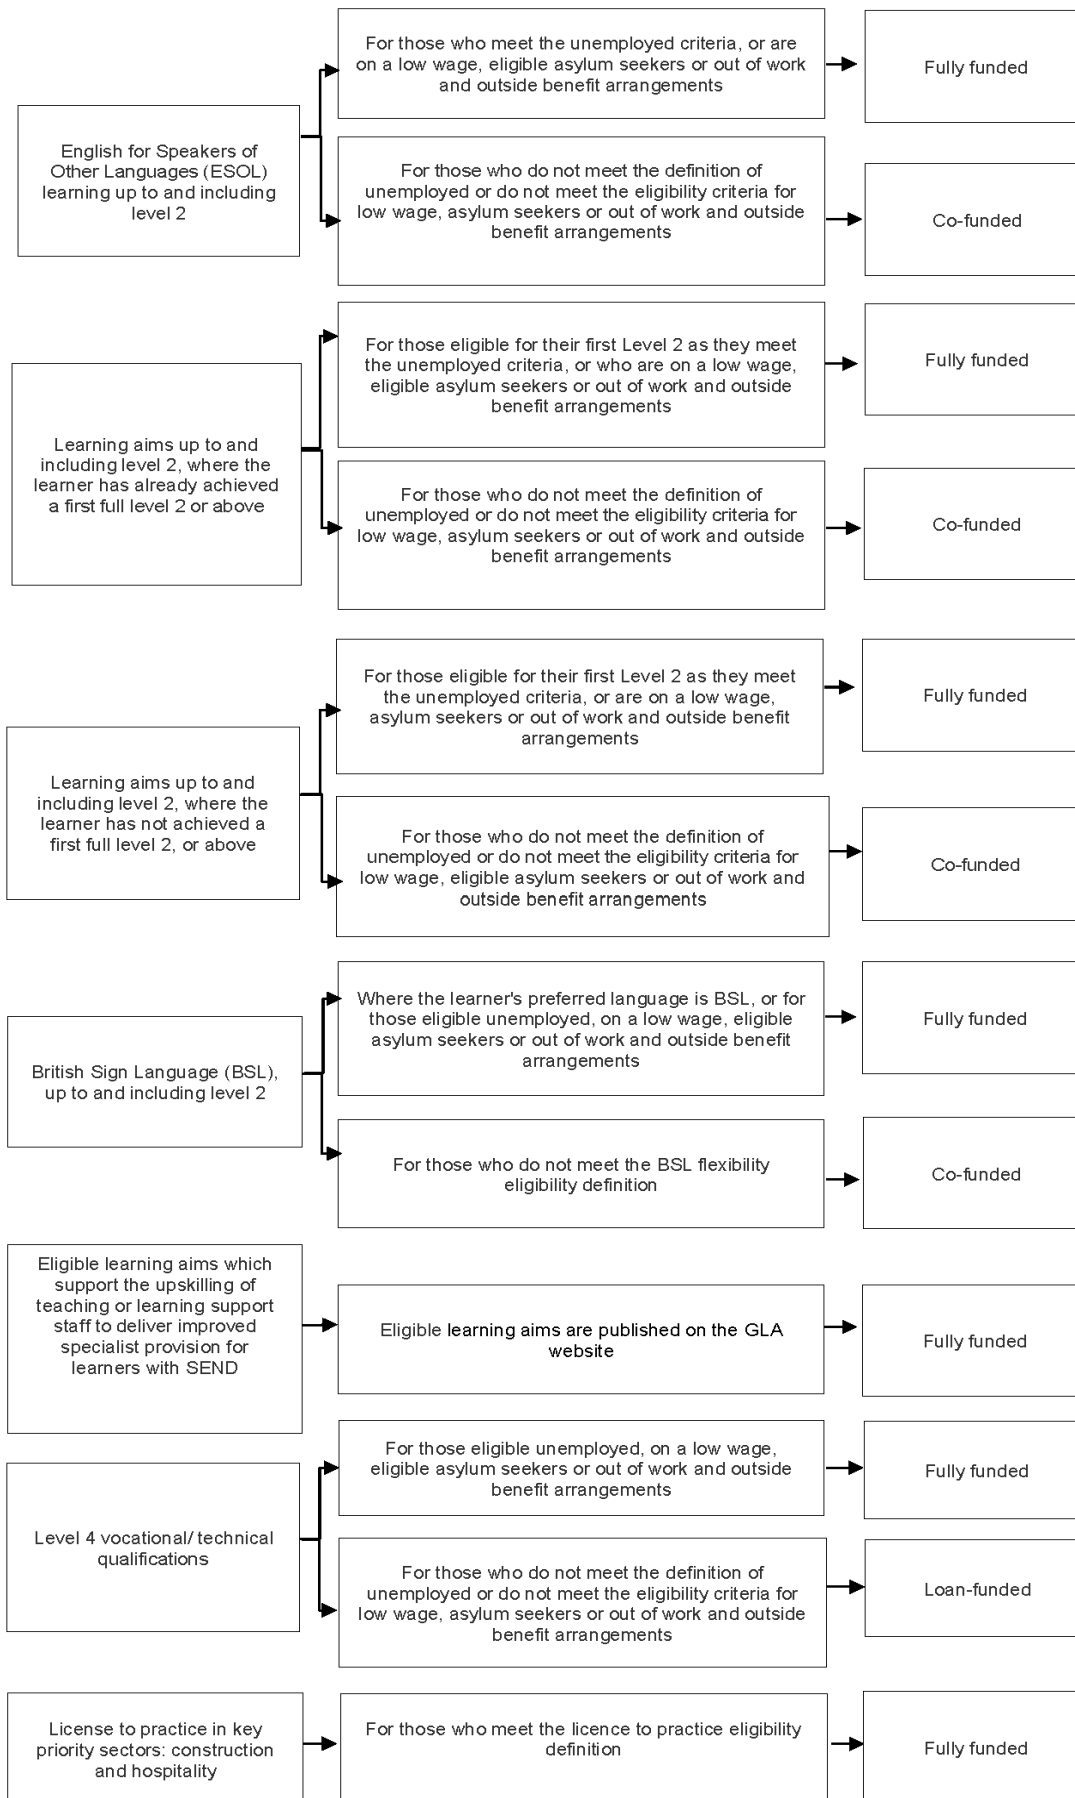 English for Speakers of
Other Languages (ESOL)
learning up to and including
level 2
For those who meet the unemployed criteria, or are
on a low wage, eligible asylum seekers or out of work
and outside benefit arrangements
Fully funded
For those who do not meet the definition of
unemployed or do not meet the eligibility criteria for
low wage, asylum seekers or out of work and outside
benefit arrangements
Co-funded
Learning aims up to and
including level 2, where the
learner has already achieved
a first full level 2 or above
For those eligible for their first Level 2 as they meet
the unemployed criteria, or who are on a low wage,
eligible asylum seekers or out of work and outside
benefit arrangements
Fully funded
For those who do not meet the definition of
unemployed or do not meet the eligibility criteria for
low wage, asylum seekers or out of work and outside
benefit arrangements
Co-funded
Learning aims up to and
including level 2, where the
learner has not achieved a
first full level 2, or above
For those eligible for their first Level 2 as they meet
the unemployed criteria, or are on a low wage,
asylum seekers or out of work and outside benefit
arrangements
Fully funded
For those who do not meet the definition of
unemployed or do not meet the eligibility criteria for
low wage, eligible asylum seekers or out of work and
outside benefit arrangements
Co-funded
British Sign Language (BSL),
up to and including level 2
Where the learner's preferred language is BSL, or for
those eligible unemployed, on a low wage, eligible
asylum seekers or out of work and outside benefit
arrangements
Fully funded
For those who do not meet the BSL flexibility
eligibility definition
Co-funded
Eligible learning aims which
support the upskilling of
teaching or learning support
staff to deliver improved
specialist provision for
learners with SEND
Eligible learning aims are published on the GLA
website
Fully funded
Level 4 vocational/ technical
qualifications
For those eligible unemployed, on a low wage,
eligible asylum seekers or out of work and outside
benefit arrangements
Fully funded
For those who do not meet the definition of
unemployed or do not meet the eligibility criteria for
low wage, asylum seekers or out of work and outside
benefit arrangements
Loan-funded
License to practice in key
priority sectors: construction
and hospitality
For those who meet the licence to practice eligibility
definition
Fully funded